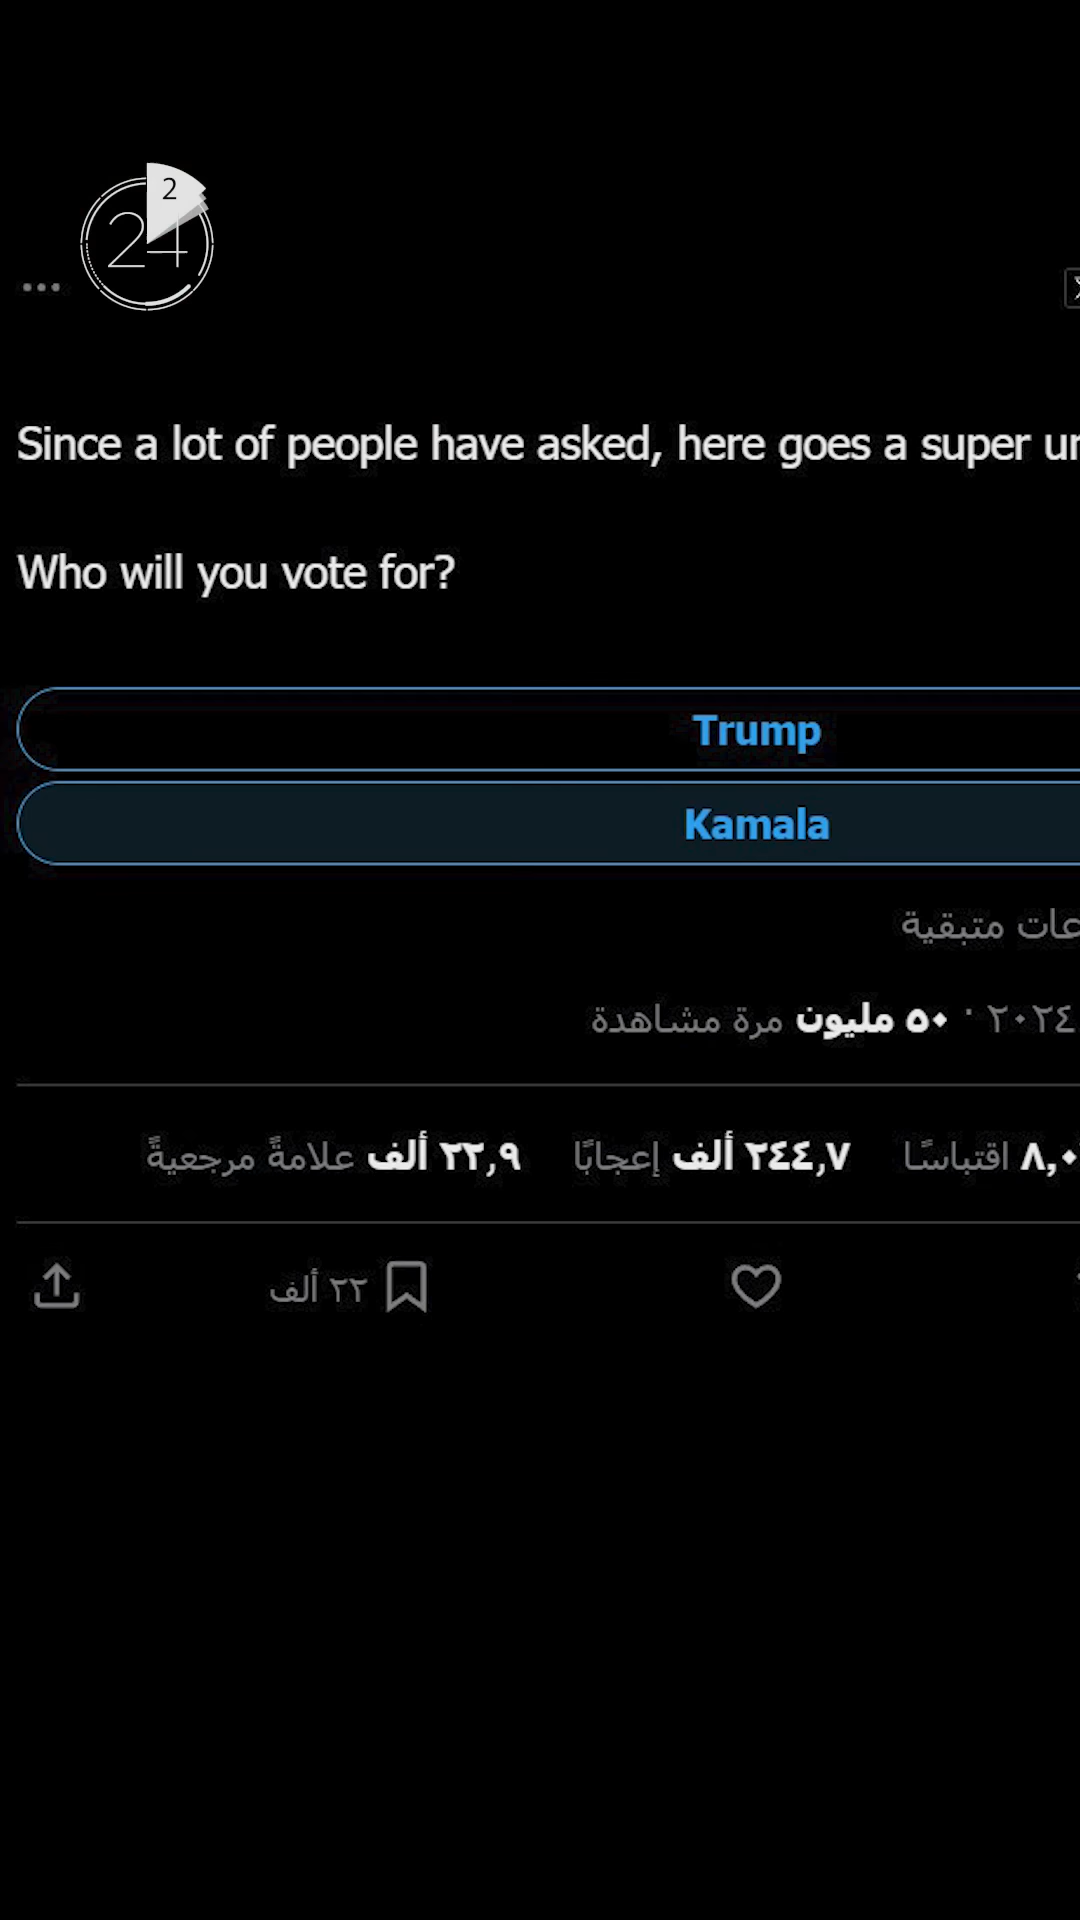 2
24
Since a lot of people have asked, here goes a super
Who will you vote for?
Trump
Kamala
متبقية
٢٠٢٤ · ٥٠ مليون مرة مشاهدة
اقتباسًا ٢٤٤,٧ ألف إعجابًا ٢٢,٩ ألف علامةً مرجعيةً
٢٢ ألف